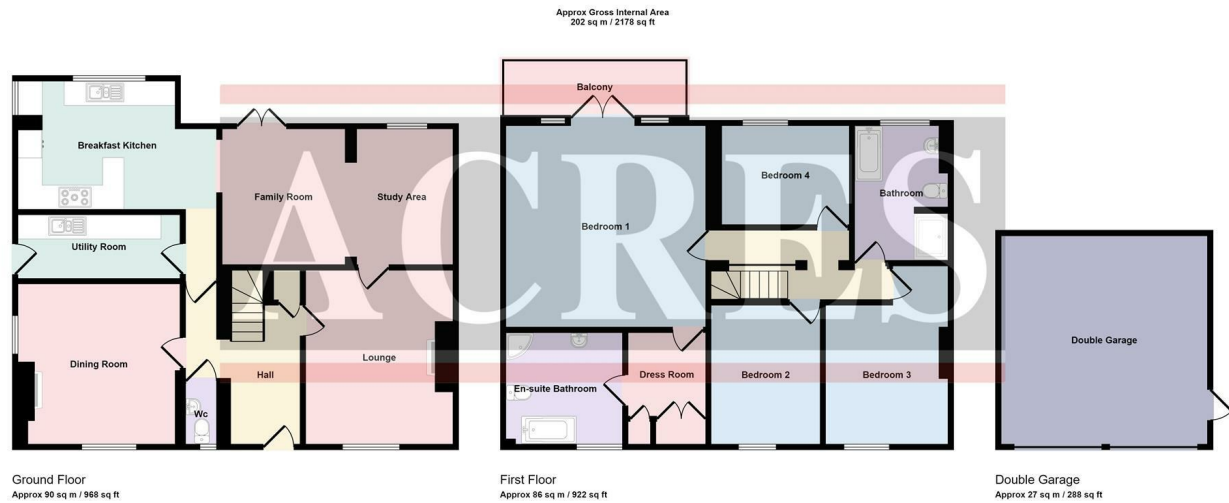 Approx Gross Internal Area
202 sq m / 2178 sq ft
Balcony
Breakfast Kitchen
Family Room
Study Area
Utility Room
Dining Room
Hall
Lounge
Wc
Bedroom 1
Bedroom 4
Bathroom
En-suite Bathroom
Dress Room
Bedroom 2
Bedroom 3
Double Garage
ACRES
Ground Floor
Approx 90 sq m / 968 sq ft
First Floor
Approx 86 sq m / 922 sq ft
Double Garage
Approx 27 sq m / 288 sq ft